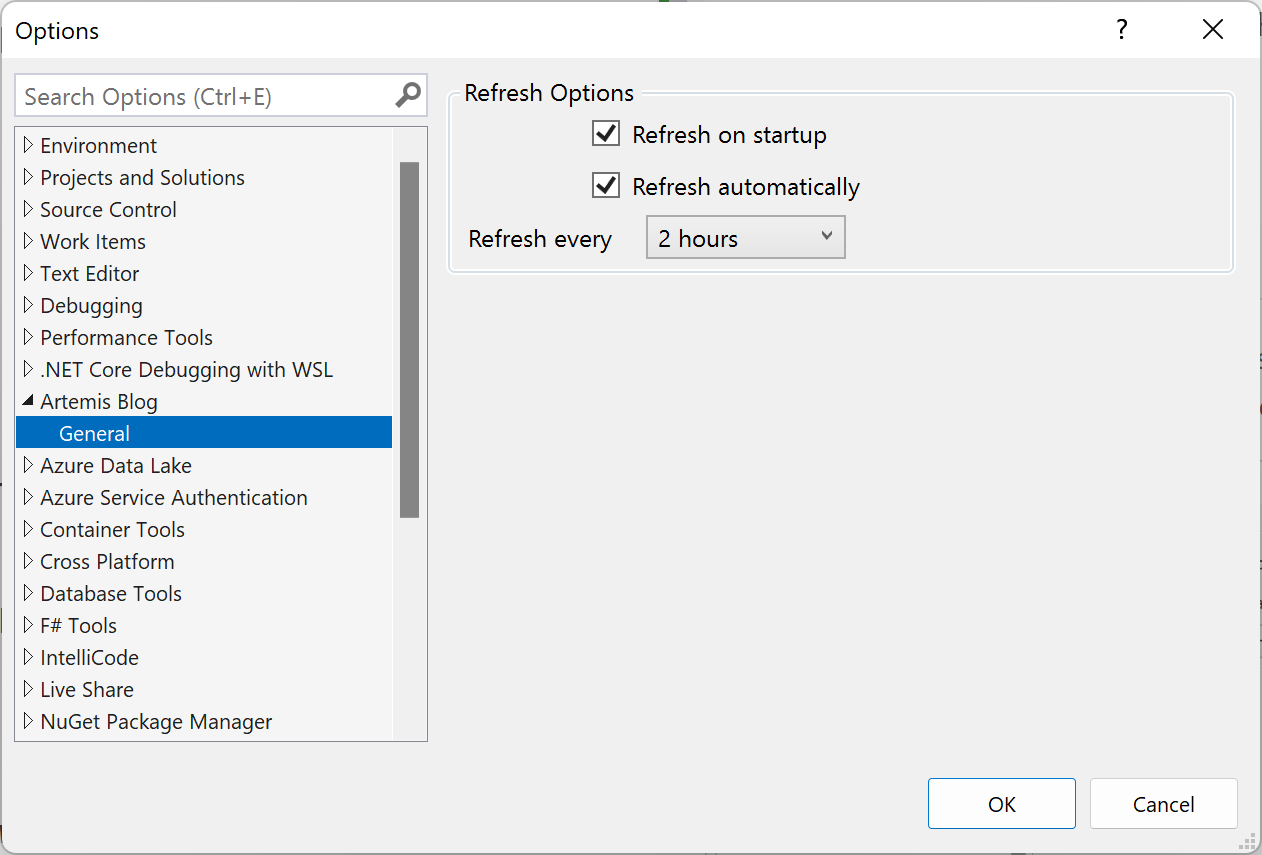 Options
?
Search Options (Ctrl+E)
Environment
Projects and Solutions
Source Control
Work Items
Text Editor
Debugging
Performance Tools
.NET Core Debugging with WSL
Artemis Blog
General
Azure Data Lake
Azure Service Authentication
Container Tools
Cross Platform
Database Tools
F# Tools
IntelliCode
Live Share
NuGet Package Manager
Refresh Options
Refresh on startup
Refresh automatically
Refresh every 2 hours
OK Cancel